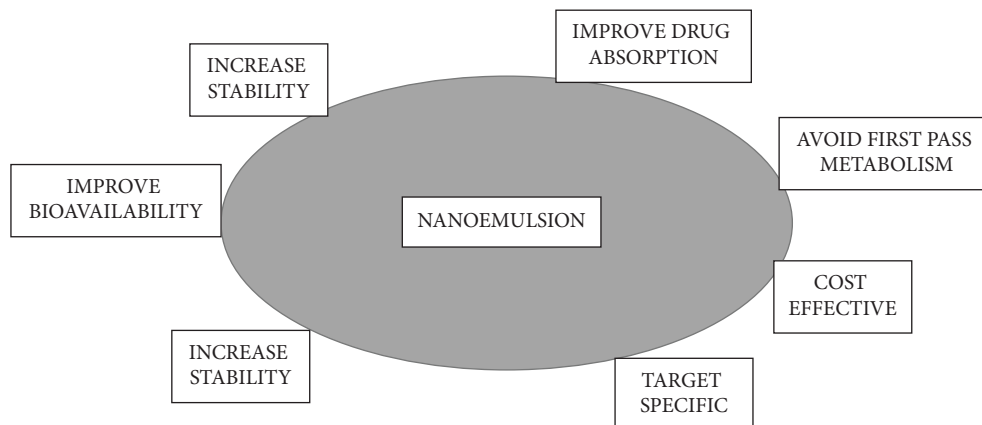 IMPROVE DRUG
ABSORPTION
INCREASE
STABILITY
AVOID FIRST PASS
METABOLISM
IMPROVE
BIOAVAILABILITY
NANOEMULSION
COST
EFFECTIVE
INCREASE
STABILITY
TARGET
SPECIFIC